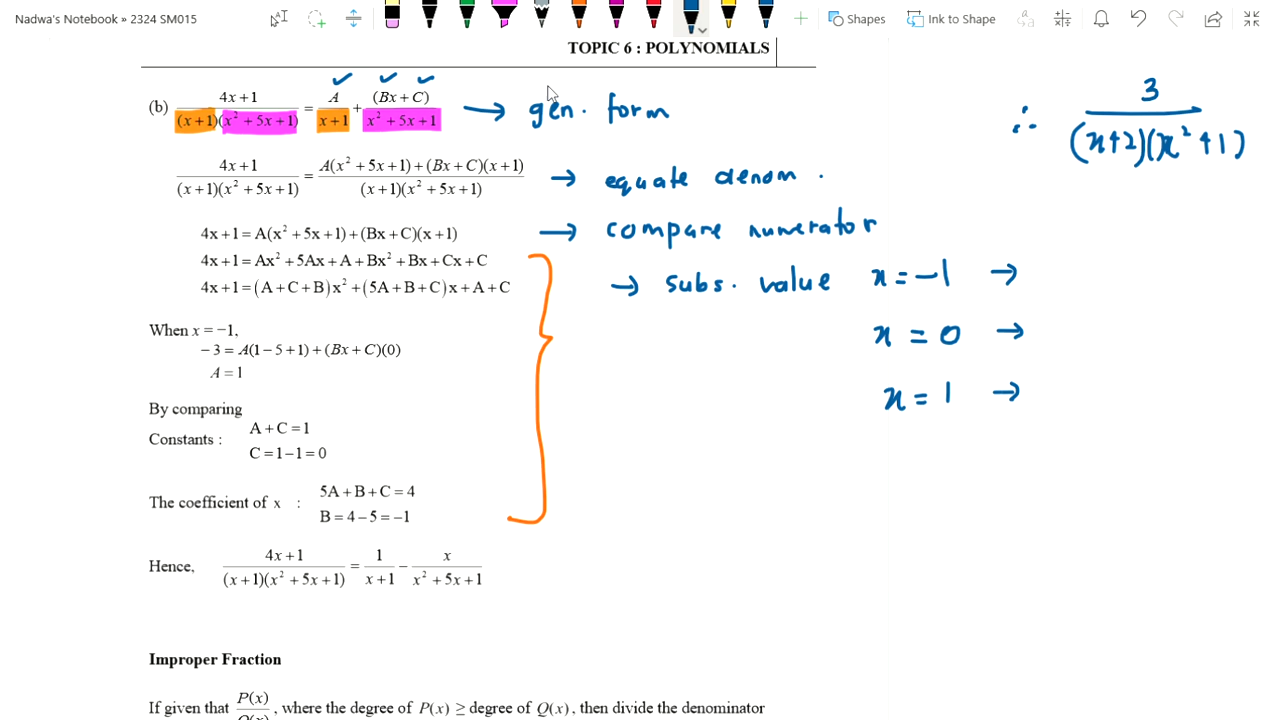 Nadwa's Notebook » 2324 SM015
Shapes
Ink to Shape
TOPIC 6 : POLYNOMIALS
(b) 4x+1 / (x+1)(x² + 5x + 1) = A / x+1 + (Bx + C) / x² + 5x + 1 → gen. form
∴ 3 / (x+2)(x²+1)
4x+1 / (x+1)(x² + 5x + 1) = A(x² + 5x + 1) + (Bx + C)(x + 1) / (x+1)(x² + 5x + 1) → equate denom.
4x+1 = A(x² + 5x + 1) + (Bx + C)(x + 1) → compare numerator
4x+1 = Ax² + 5Ax + A + Bx² + Bx + Cx + C
4x+1 = (A + C + B)x² + (5A + B + C)x + A + C → subs. value x = -1 →
x = 0 →
x = 1 →
When x = −1,
− 3 = A(1 − 5 + 1) + (Bx + C)(0)
A = 1
By comparing
Constants : A + C = 1
C = 1 − 1 = 0
The coefficient of x : 5A + B + C = 4
B = 4 − 5 = −1
Hence, 4x+1 / (x+1)(x² + 5x + 1) = 1 / x+1 − x / x² + 5x + 1
Improper Fraction
If given that P(x) / Q(x), where the degree of P(x) ≥ degree of Q(x), then divide the denominator